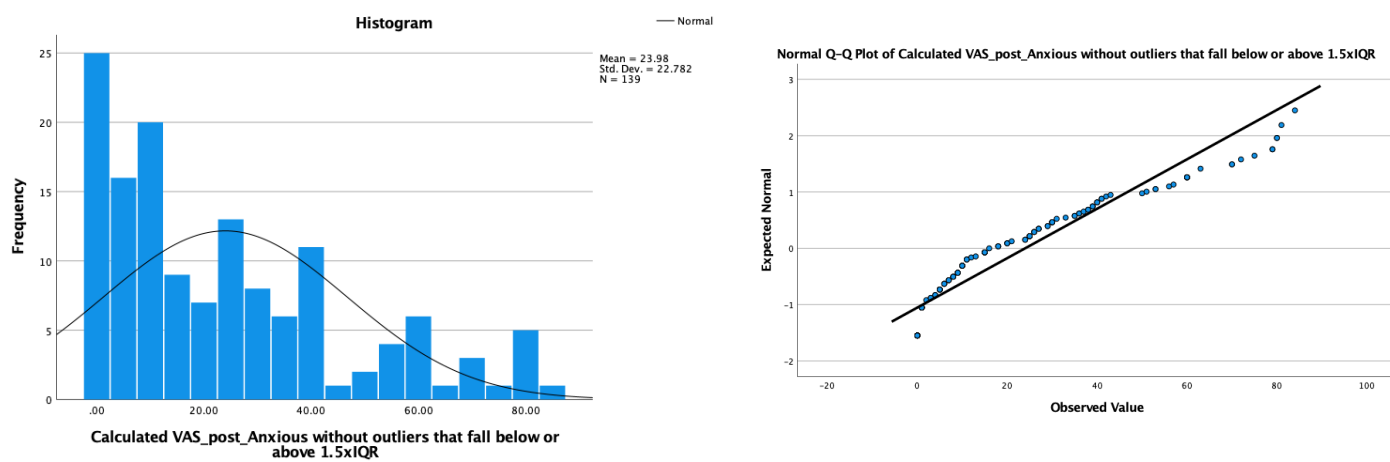 Histogram
Normal
Mean = 23.98
Std. Dev. = 22.782
N = 139
25
20
15
10
5
0
Frequency
.00 20.00 40.00 60.00 80.00
Calculated VAS_post_Anxious without outliers that fall below or
above 1.5xIQR
Normal Q-Q Plot of Calculated VAS_post_Anxious without outliers that fall below or above 1.5xIQR
3
2
1
0
-1
-2
Expected Normal
-20 0 20 40 60 80 100
Observed Value